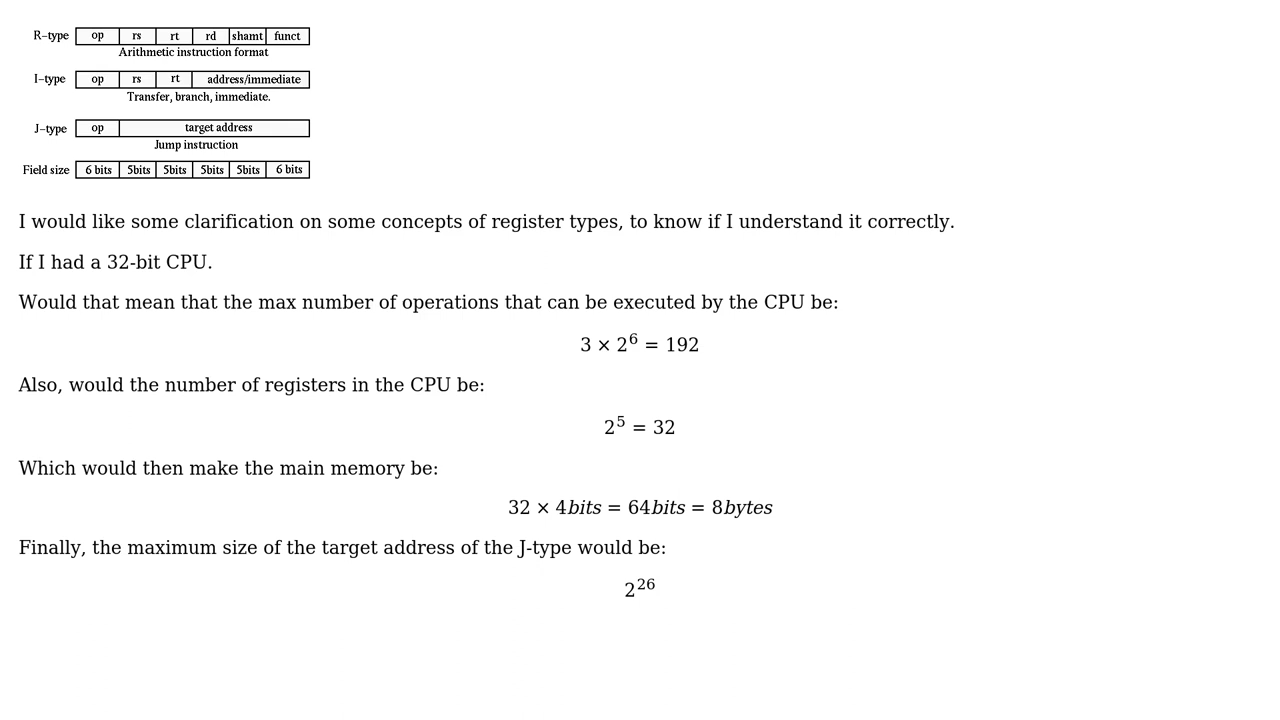 R-type op rs rt rd shamt funct
Arithmetic instruction format
I-type op rs rt address/immediate
Transfer, branch, immediate.
J-type op target address
Jump instruction
Field size 6 bits 5bits 5bits 5bits 5bits 6 bits
I would like some clarification on some concepts of register types, to know if I understand it correctly.
If I had a 32-bit CPU.
Would that mean that the max number of operations that can be executed by the CPU be:
3 × 2^6 = 192
Also, would the number of registers in the CPU be:
2^5 = 32
Which would then make the main memory be:
32 × 4bits = 64bits = 8bytes
Finally, the maximum size of the target address of the J-type would be:
2^26